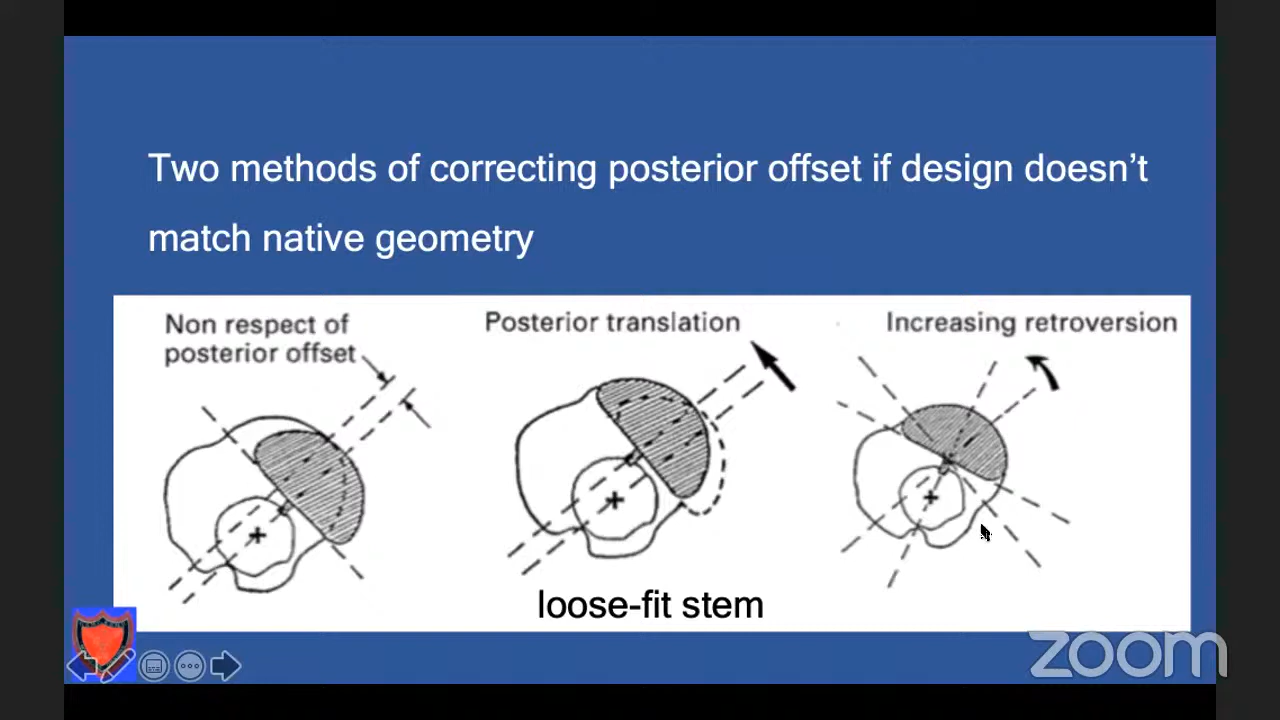 Two methods of correcting posterior offset if design doesn’t
match native geometry
Non respect of
posterior offset
Posterior translation
Increasing retroversion
loose-fit stem
zoom